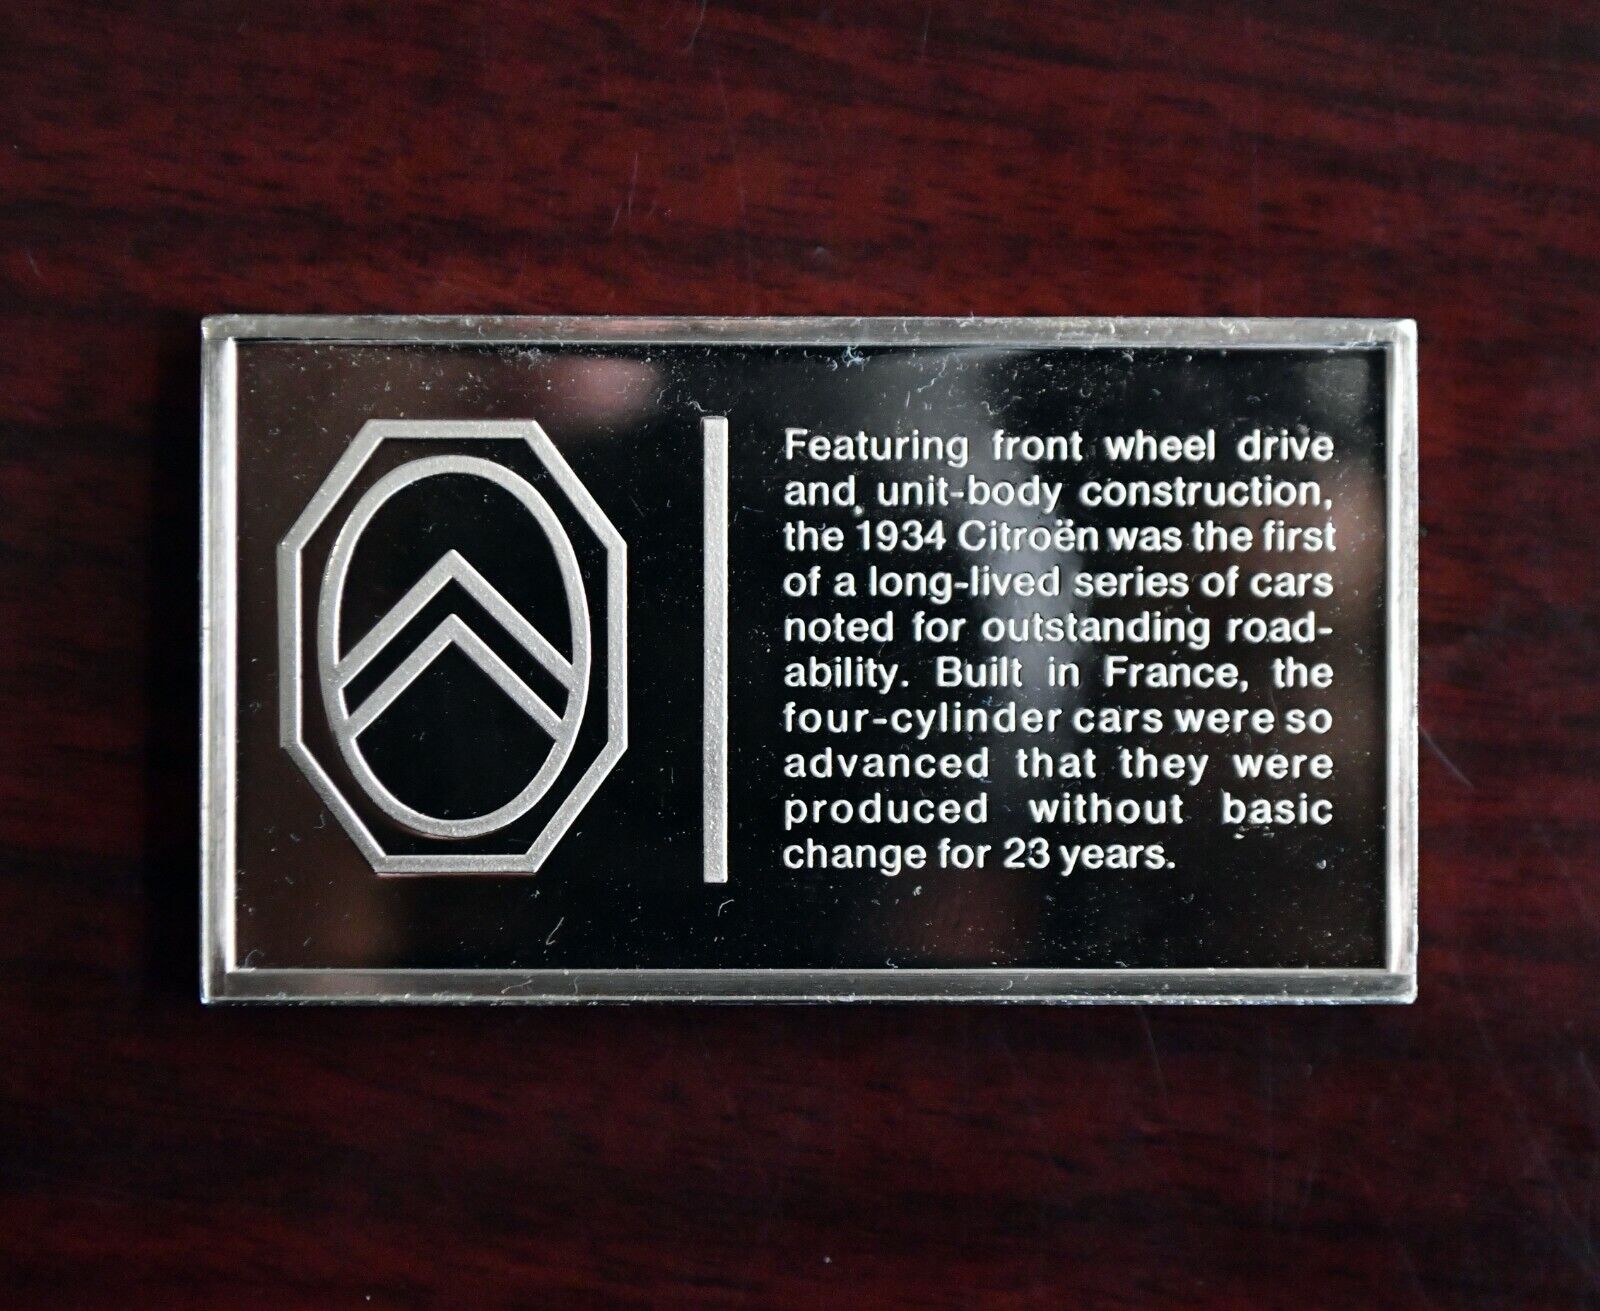 Featuring front wheel drive
and unit-body construction,
the 1934 Citroën was the first
of a long-lived series of cars
noted for outstanding road-
ability. Built in France, the
four-cylinder cars were so
advanced that they were
produced without basic
change for 23 years.